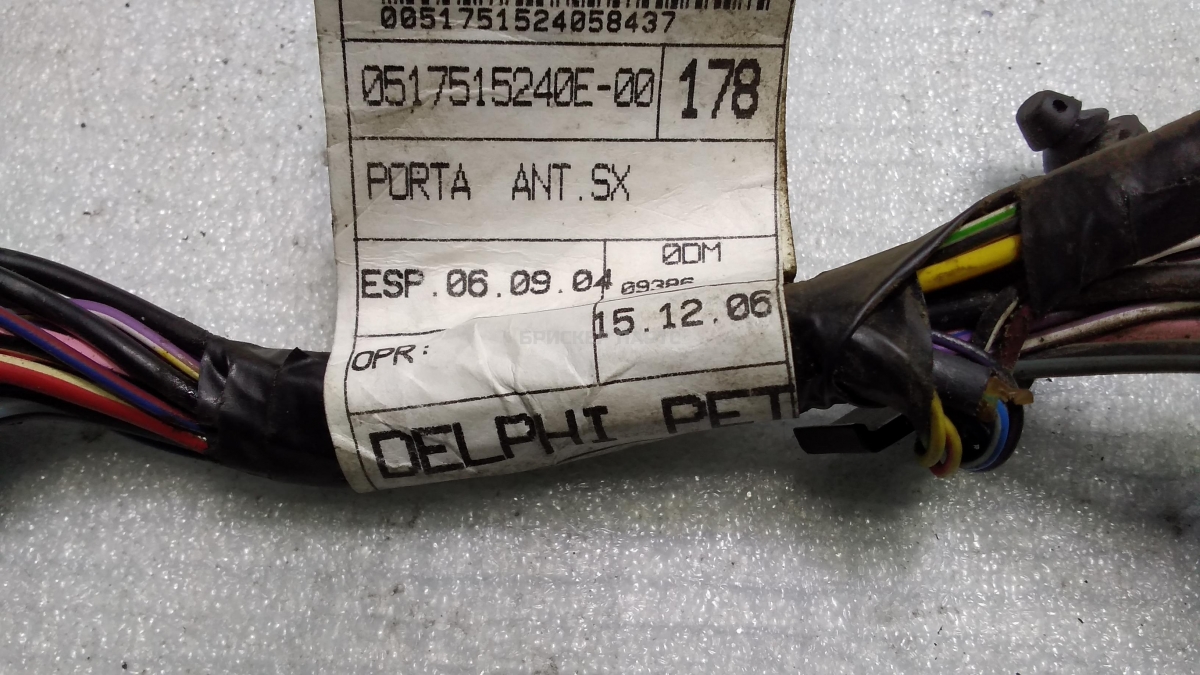 0051751524058437
0517515240E-00 178
PORTA ANT.SX
ESP.06.09.04 ODM
15.12.06
OPR:
DELPHI PET